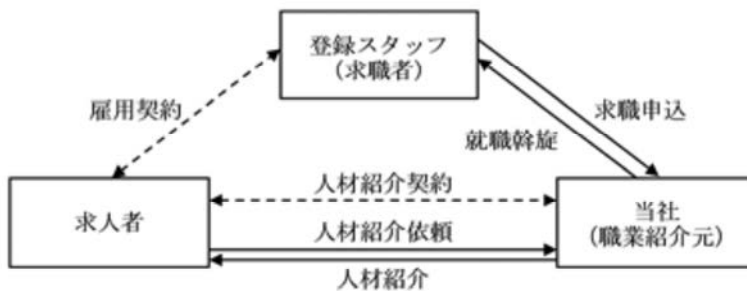 登録スタッフ
（求職者）
雇用契約
求職申込
就職斡旋
人材紹介契約
求人者
当社
（職業紹介元）
人材紹介依頼
人材紹介